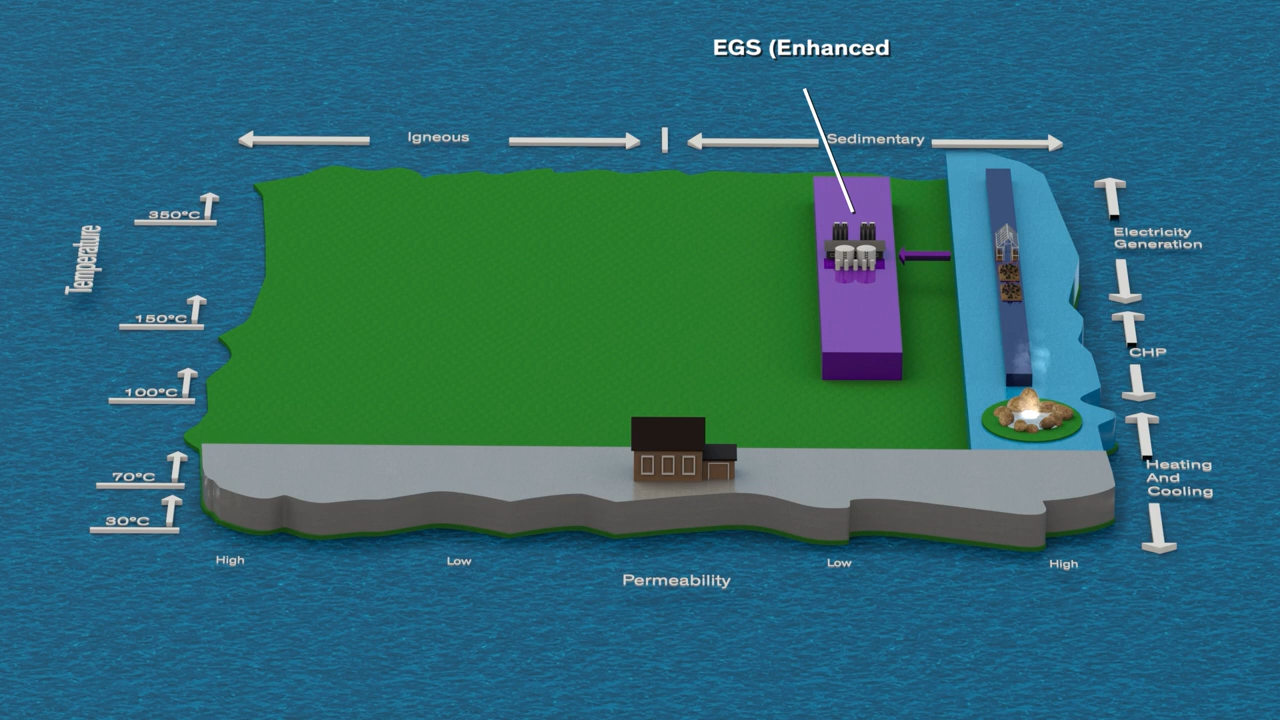 EGS (Enhanced
Igneous
Sedimentary
Temperature
350°C
150°C
100°C
70°C
30°C
Electricity
Generation
CHP
Heating
And
Cooling
High
Low
Low
High
Permeability